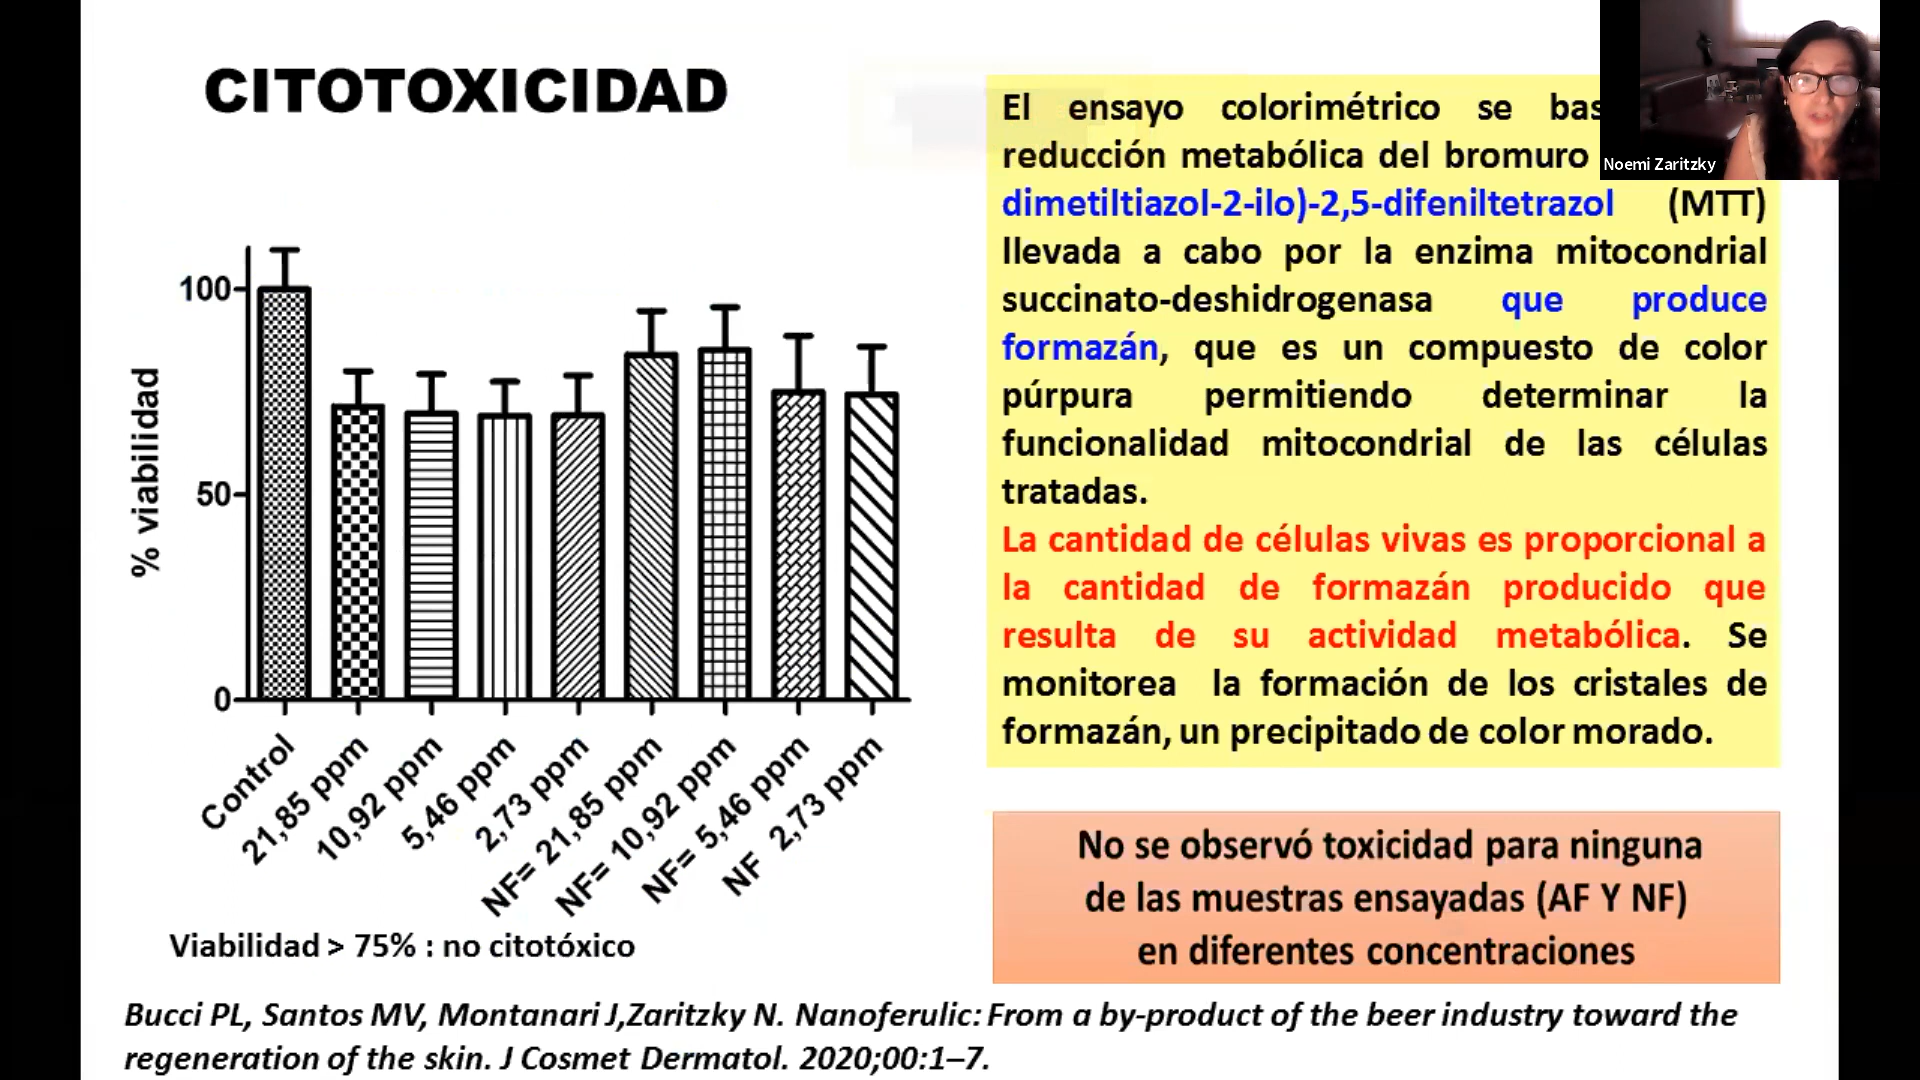 CITOTOXICIDAD
El ensayo colorimétrico se bas
reducción metabólica del bromuro
dimetiltiazol-2-ilo)-2,5-difeniltetrazol (MTT)
llevada a cabo por la enzima mitocondrial
succinato-deshidrogenasa que produce
formazán, que es un compuesto de color
púrpura permitiendo determinar la
funcionalidad mitocondrial de las células
tratadas.
La cantidad de células vivas es proporcional a
la cantidad de formazán producido que
resulta de su actividad metabólica. Se
monitorea la formación de los cristales de
formazán, un precipitado de color morado.
Noemi Zaritzky
% viabilidad
100
50
0
Control
21,85 ppm
10,92 ppm
5,46 ppm
2,73 ppm
NF= 21,85 ppm
NF= 10,92 ppm
NF= 5,46 ppm
NF 2,73 ppm
Viabilidad > 75% : no citotóxico
No se observó toxicidad para ninguna
de las muestras ensayadas (AF Y NF)
en diferentes concentraciones
Bucci PL, Santos MV, Montanari J,Zaritzky N. Nanoferulic: From a by-product of the beer industry toward the
regeneration of the skin. J Cosmet Dermatol. 2020;00:1–7.